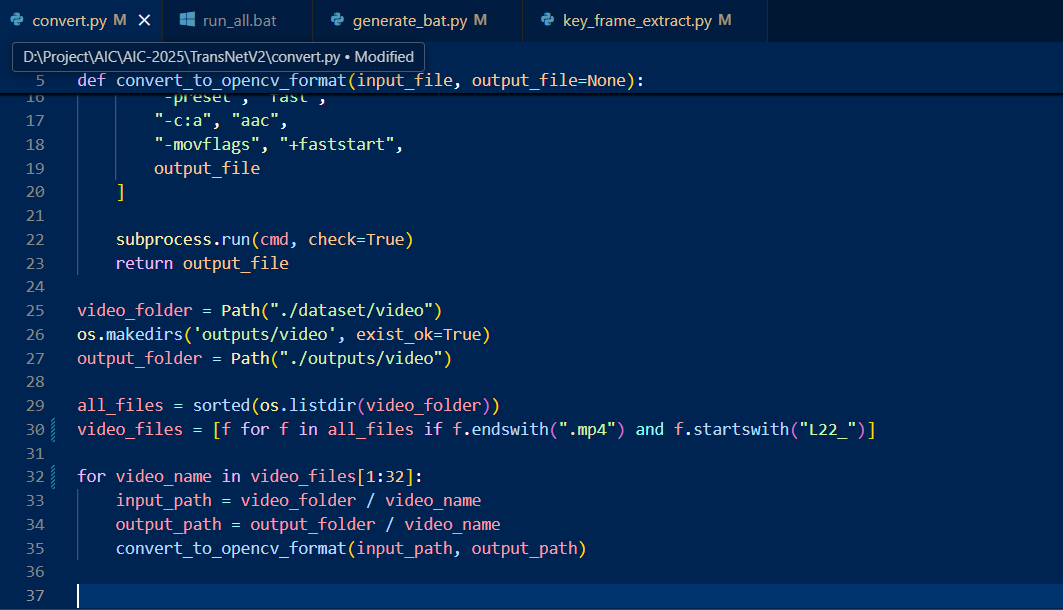 convert.py M
run_all.bat
generate_bat.py M
key_frame_extract.py M
D:\Project\AIC\AIC-2025\TransNetV2\convert.py • Modified
5 def convert_to_opencv_format(input_file, output_file=None):
16 "-preset", "fast",
17 "-c:a", "aac",
18 "-movflags", "+faststart",
19 output_file
20 ]
21
22 subprocess.run(cmd, check=True)
23 return output_file
24
25 video_folder = Path("./dataset/video")
26 os.makedirs('outputs/video', exist_ok=True)
27 output_folder = Path("./outputs/video")
28
29 all_files = sorted(os.listdir(video_folder))
30 video_files = [f for f in all_files if f.endswith(".mp4") and f.startswith("L22_")]
31
32 for video_name in video_files[1:32]:
33 input_path = video_folder / video_name
34 output_path = output_folder / video_name
35 convert_to_opencv_format(input_path, output_path)
36
37